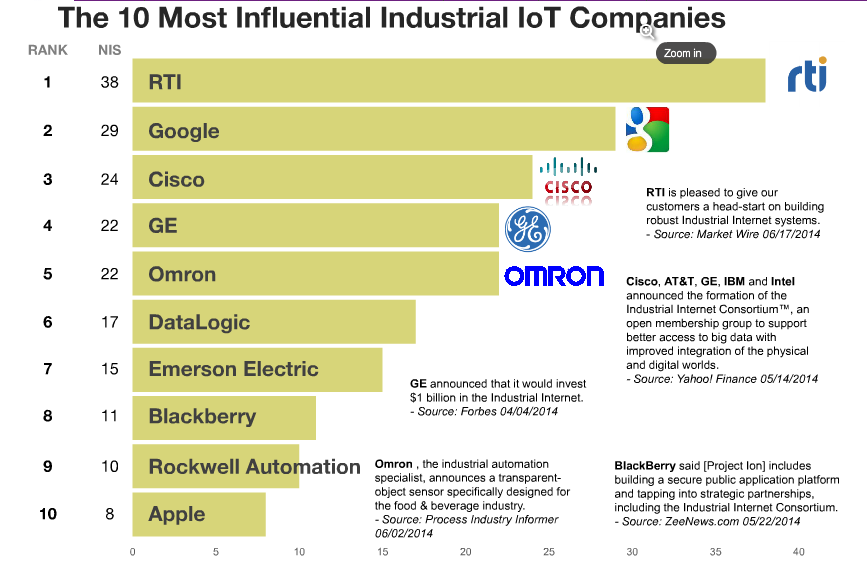 The 10 Most Influential Industrial IoT Companies
Zoom in
RANK NIS
1 38 RTI
rti
2 29 Google
g
3 24 Cisco
CISCO
4 22 GE
GE
5 22 Omron
OMRON
6 17 DataLogic
7 15 Emerson Electric
8 11 Blackberry
9 10 Rockwell Automation
10 8 Apple
RTI is pleased to give our
customers a head-start on building
robust Industrial Internet systems.
- Source: Market Wire 06/17/2014
Cisco, AT&T, GE, IBM and Intel
announced the formation of the
Industrial Internet Consortium™, an
open membership group to support
better access to big data with
improved integration of the physical
and digital worlds.
- Source: Yahoo! Finance 05/14/2014
GE announced that it would invest
$1 billion in the Industrial Internet.
- Source: Forbes 04/04/2014
Omron , the industrial automation
specialist, announces a transparent-
object sensor specifically designed for
the food & beverage industry.
- Source: Process Industry Informer
06/02/2014
BlackBerry said [Project Ion] includes
building a secure public application platform
and tapping into strategic partnerships,
including the Industrial Internet Consortium.
- Source: ZeeNews.com 05/22/2014
0 5 10 15 20 25 30 35 40